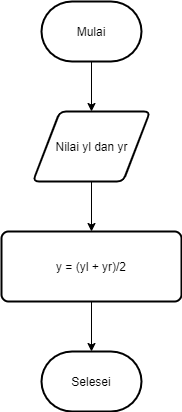 Mulai
Nilai yl dan yr
y = (yl + yr)/2
Selesei